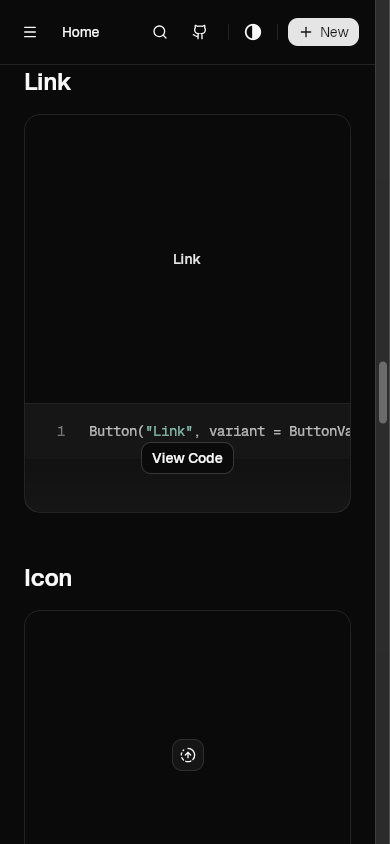 Home
New
Link
Link
1 Button("Link", variant = ButtonVa
View Code
Icon